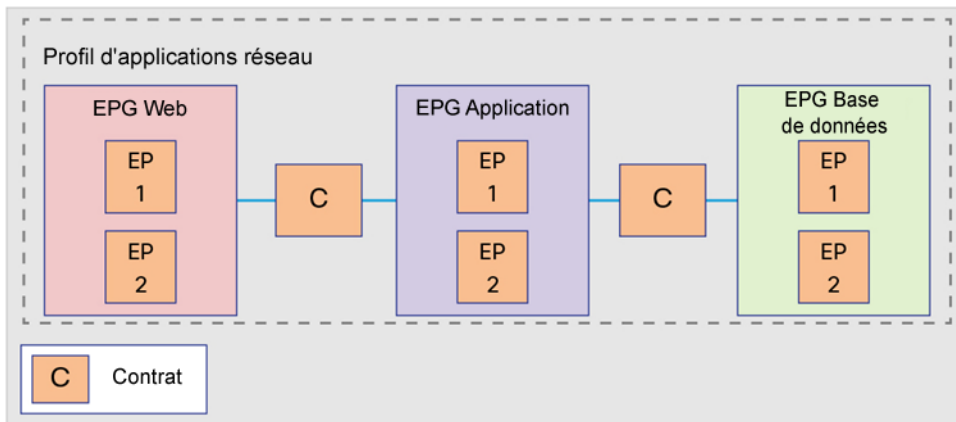 Profil d'applications réseau
EPG Web
EP
1
EP
2
C
EPG Application
EP
1
EP
2
C
EPG Base
de données
EP
1
EP
2
C
Contrat